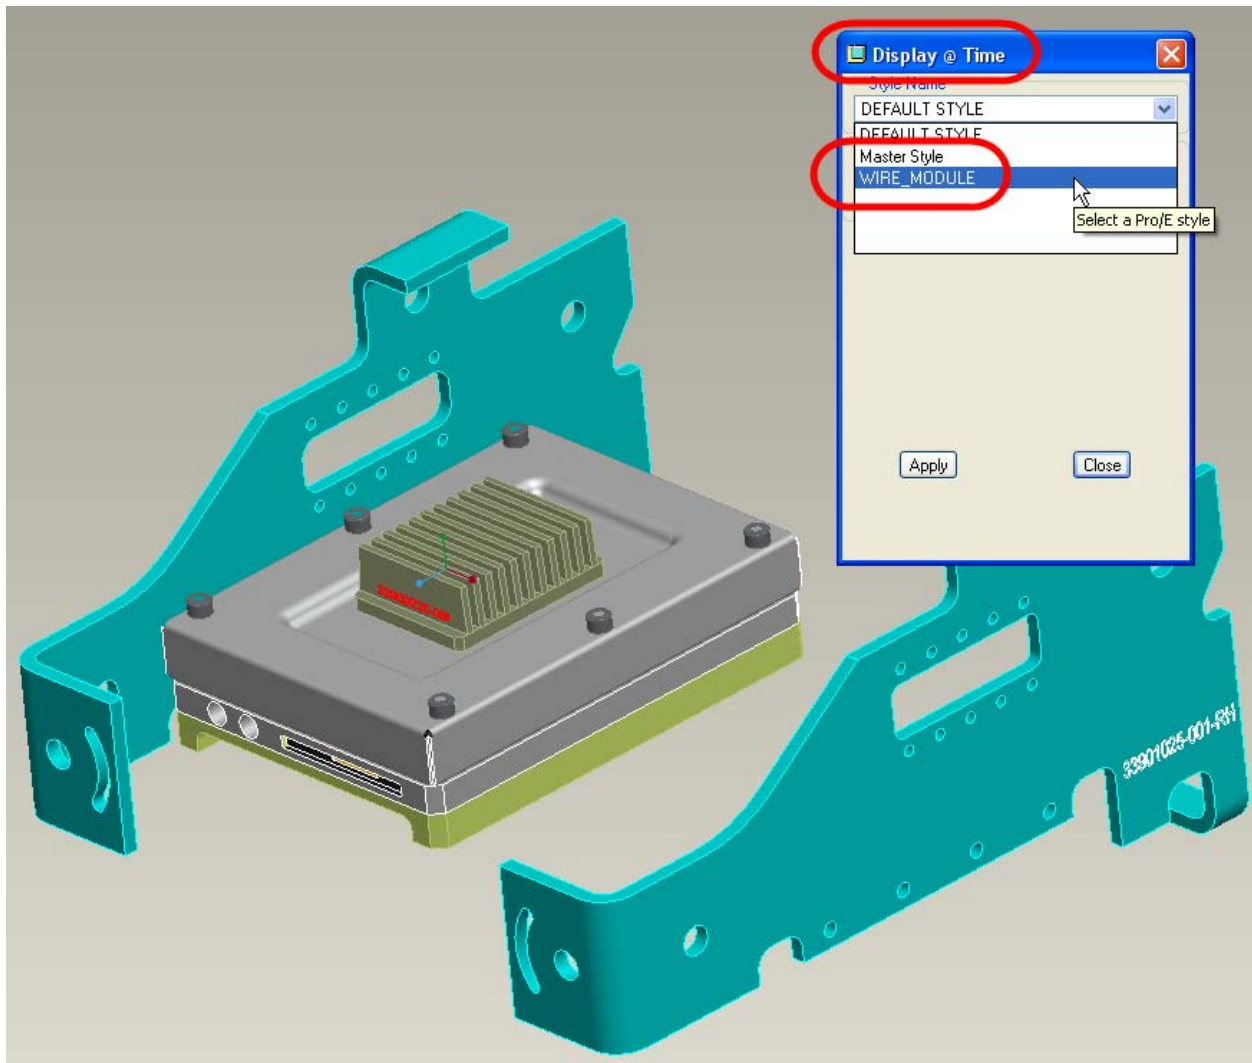 Display @ Time
Style Name
DEFAULT STYLE
DEFAULT STYLE
Master Style
WIRE_MODULE
Select a Pro/E style
Apply
Close
33901025-001-RH